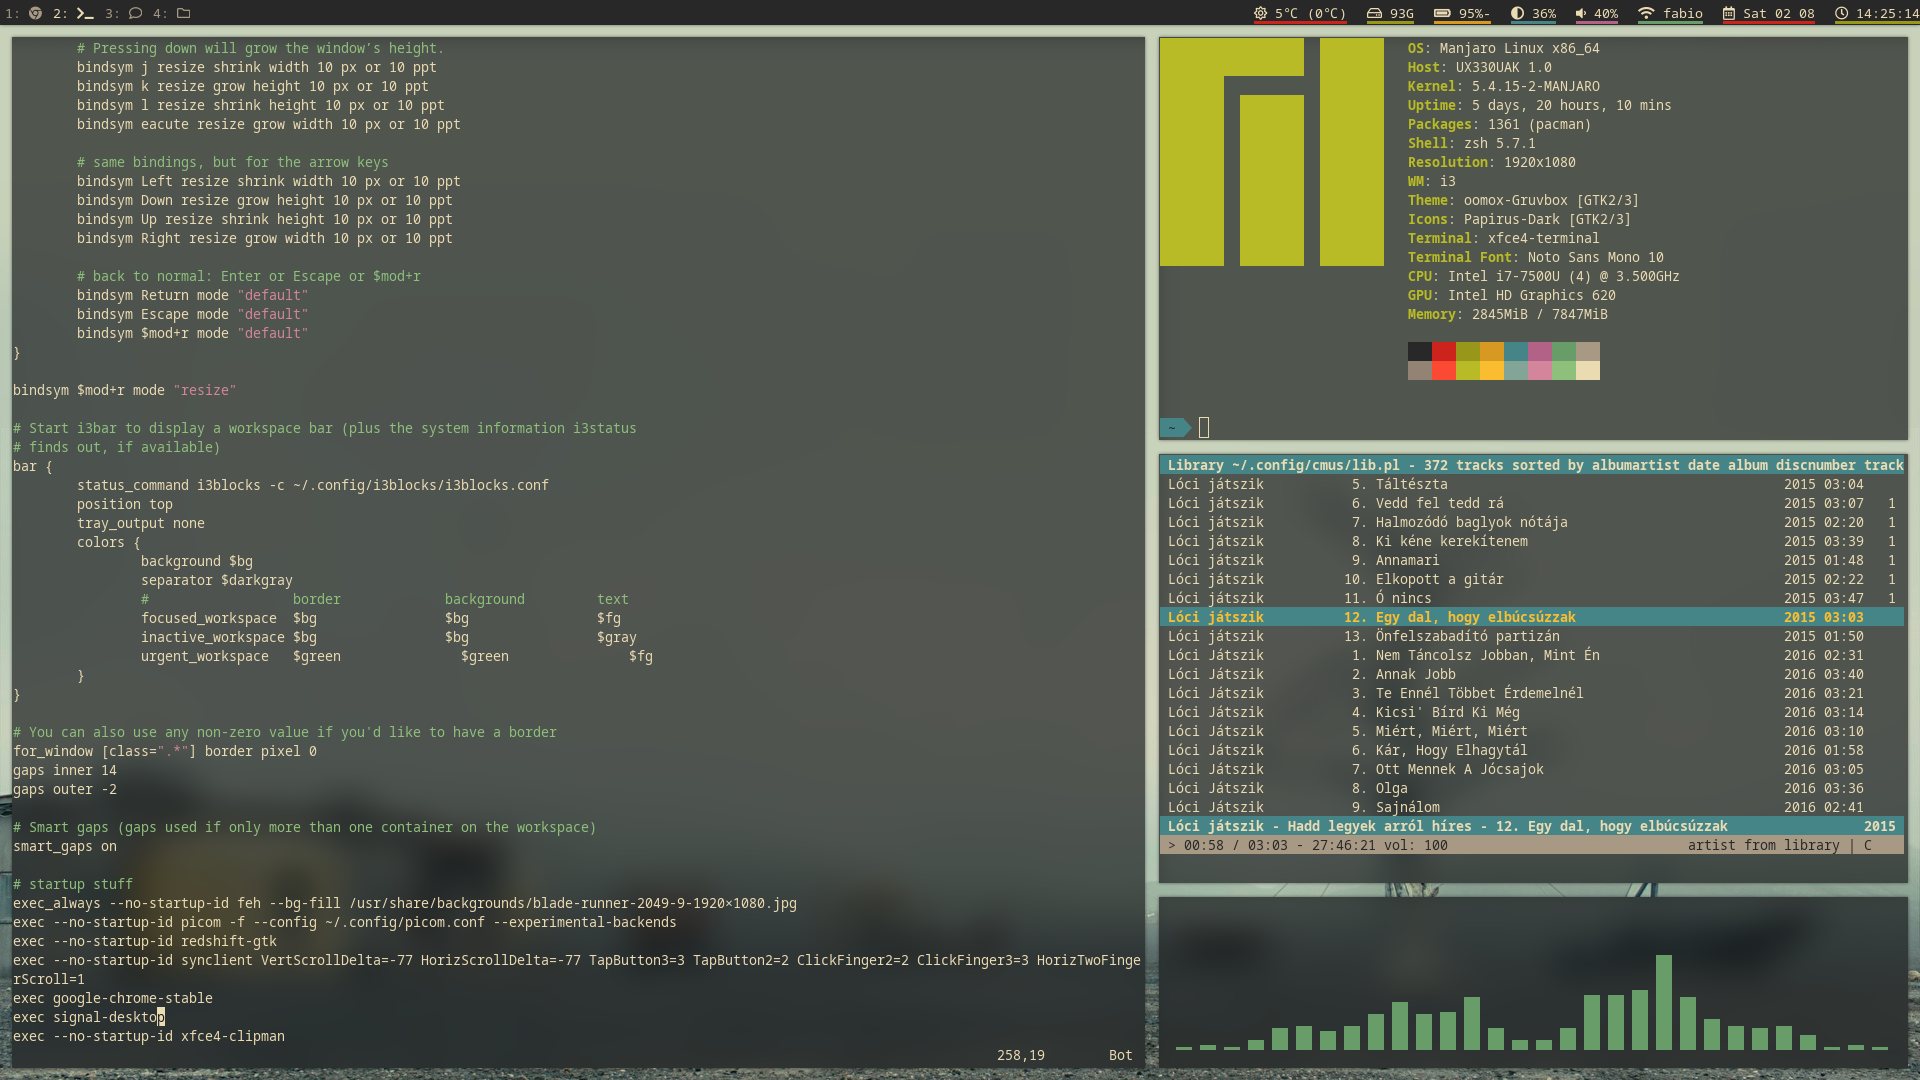 1: 2: 3: 4: 5℃ (0℃) 93G 95%- 36% 40% fabio Sat 02 08 14:25:14
# Pressing down will grow the window's height.
bindsym j resize shrink width 10 px or 10 ppt
bindsym k resize grow height 10 px or 10 ppt
bindsym l resize shrink height 10 px or 10 ppt
bindsym eacute resize grow width 10 px or 10 ppt
# same bindings, but for the arrow keys
bindsym Left resize shrink width 10 px or 10 ppt
bindsym Down resize grow height 10 px or 10 ppt
bindsym Up resize shrink height 10 px or 10 ppt
bindsym Right resize grow width 10 px or 10 ppt
# back to normal: Enter or Escape or $mod+r
bindsym Return mode "default"
bindsym Escape mode "default"
bindsym $mod+r mode "default"
}
bindsym $mod+r mode "resize"
# Start i3bar to display a workspace bar (plus the system information i3status
# finds out, if available)
bar {
status_command i3blocks -c ~/.config/i3blocks/i3blocks.conf
position top
tray_output none
colors {
background $bg
separator $darkgray
# border background text
focused_workspace $bg $bg $fg
inactive_workspace $bg $bg $gray
urgent_workspace $green $green $fg
}
}
# You can also use any non-zero value if you'd like to have a border
for_window [class=".*"] border pixel 0
gaps inner 14
gaps outer -2
# Smart gaps (gaps used if only more than one container on the workspace)
smart_gaps on
# startup stuff
exec_always --no-startup-id feh --bg-fill /usr/share/backgrounds/blade-runner-2049-9-1920×1080.jpg
exec --no-startup-id picom -f --config ~/.config/picom.conf --experimental-backends
exec --no-startup-id redshift-gtk
exec --no-startup-id synclient VertScrollDelta=-77 HorizScrollDelta=-77 TapButton3=3 TapButton2=2 ClickFinger2=2 ClickFinger3=3 HorizTwoFinge
rScroll=1
exec google-chrome-stable
exec signal-desktop
exec --no-startup-id xfce4-clipman
258,19 Bot
OS: Manjaro Linux x86_64
Host: UX330UAK 1.0
Kernel: 5.4.15-2-MANJARO
Uptime: 5 days, 20 hours, 10 mins
Packages: 1361 (pacman)
Shell: zsh 5.7.1
Resolution: 1920x1080
WM: i3
Theme: oomox-Gruvbox [GTK2/3]
Icons: Papirus-Dark [GTK2/3]
Terminal: xfce4-terminal
Terminal Font: Noto Sans Mono 10
CPU: Intel i7-7500U (4) @ 3.500GHz
GPU: Intel HD Graphics 620
Memory: 2845MiB / 7847MiB
~
Library ~/.config/cmus/lib.pl - 372 tracks sorted by albumartist date album discnumber track
Lóci játszik 5. Táltészta 2015 03:04
Lóci játszik 6. Vedd fel tedd rá 2015 03:07 1
Lóci játszik 7. Halmozódó baglyok nótája 2015 02:20 1
Lóci játszik 8. Ki kéne kerekítenem 2015 03:39 1
Lóci játszik 9. Annamari 2015 01:48 1
Lóci játszik 10. Elkopott a gitár 2015 02:22 1
Lóci játszik 11. Ó nincs 2015 03:47 1
Lóci játszik 12. Egy dal, hogy elbúcsúzzak 2015 03:03
Lóci játszik 13. Önfelszabadító partizán 2015 01:50
Lóci Játszik 1. Nem Táncolsz Jobban, Mint Én 2016 02:31
Lóci Játszik 2. Annak Jobb 2016 03:40
Lóci Játszik 3. Te Ennél Többet Érdemelnél 2016 03:21
Lóci Játszik 4. Kicsi' Bírd Ki Még 2016 03:14
Lóci Játszik 5. Miért, Miért, Miért 2016 03:10
Lóci Játszik 6. Kár, Hogy Elhagytál 2016 01:58
Lóci Játszik 7. Ott Mennek A Jócsajok 2016 03:05
Lóci Játszik 8. Olga 2016 03:36
Lóci Játszik 9. Sajnálom 2016 02:41
Lóci játszik - Hadd legyek arról híres - 12. Egy dal, hogy elbúcsúzzak 2015
> 00:58 / 03:03 - 27:46:21 vol: 100 artist from library | C